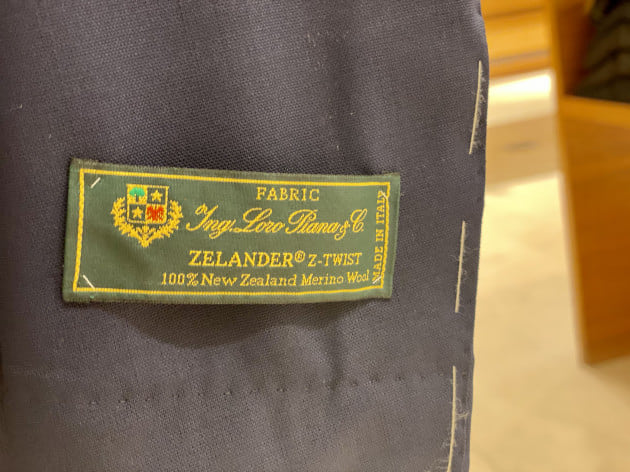 FABRIC
Ing. Loro Piana & C.
ZELANDER® Z-TWIST
100% New Zealand Merino Wool
MADE IN ITALY